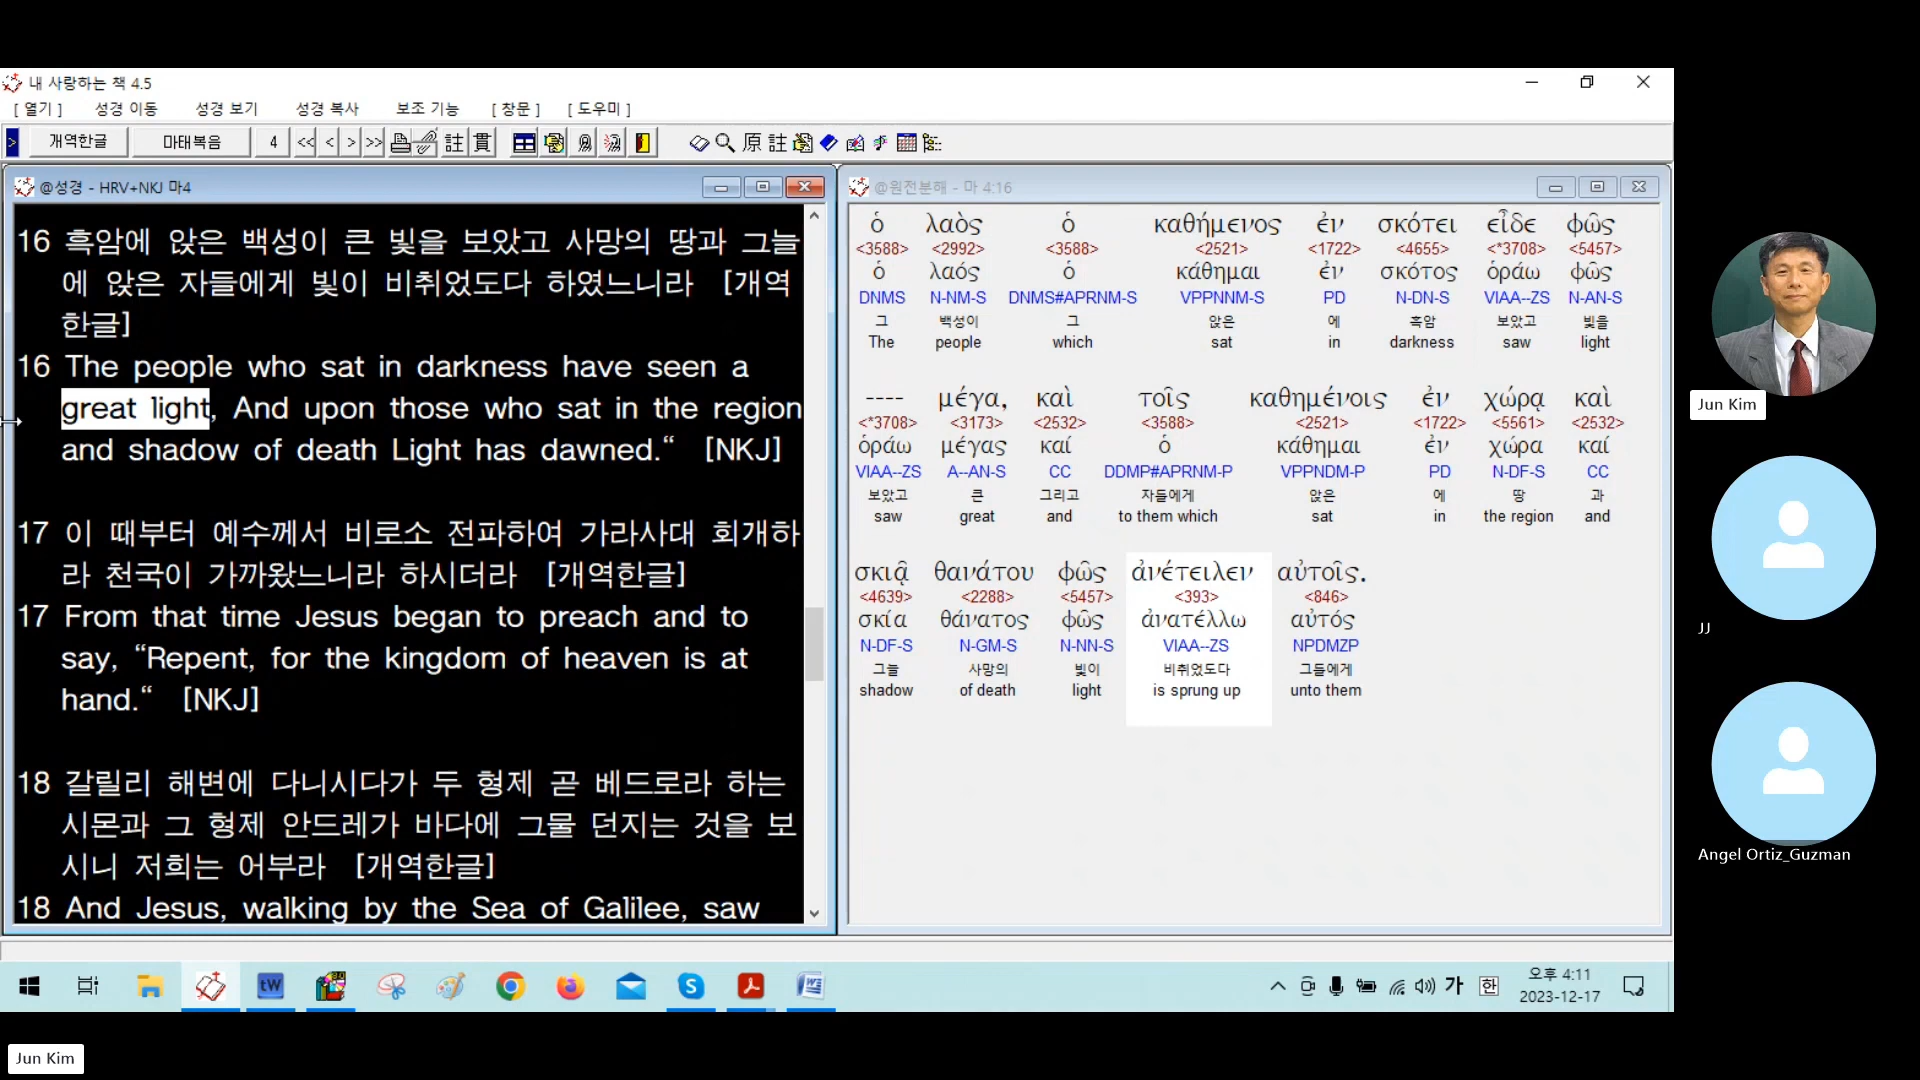 내 사랑하는 책 4.5
[ 열기 ] 성경 이동 성경 보기 성경 복사 보조 기능 [ 창문 ] [ 도우미 ]
> 개역한글 마태복음 4 << < > >> 註 貫 原 註
@성경 - HRV+NKJ 마4
16 흑암에 앉은 백성이 큰 빛을 보았고 사망의 땅과 그늘
에 앉은 자들에게 빛이 비취었도다 하였느니라 [개역
한글]
16 The people who sat in darkness have seen a
great light, And upon those who sat in the region
and shadow of death Light has dawned.“ [NKJ]
17 이 때부터 예수께서 비로소 전파하여 가라사대 회개하
라 천국이 가까왔느니라 하시더라 [개역한글]
17 From that time Jesus began to preach and to
say, “Repent, for the kingdom of heaven is at
hand.“ [NKJ]
18 갈릴리 해변에 다니시다가 두 형제 곧 베드로라 하는
시몬과 그 형제 안드레가 바다에 그물 던지는 것을 보
시니 저희는 어부라 [개역한글]
18 And Jesus, walking by the Sea of Galilee, saw
@원전분해 - 마 4:16
ὁ λαὸς ὁ καθήμενος ἐν σκότει εἶδε φῶς
<3588> <2992> <3588> <2521> <1722> <4655> <*3708> <5457>
ὁ λαός ὁ κάθημαι ἐν σκότος ὁράω φῶς
DNMS N-NM-S DNMS#APRNM-S VPPNNM-S PD N-DN-S VIAA--ZS N-AN-S
그 백성이 그 앉은 에 흑암 보았고 빛을
The people which sat in darkness saw light
---- μέγα, καὶ τοῖς καθημένοις ἐν χώρᾳ καὶ
<*3708> <3173> <2532> <3588> <2521> <1722> <5561> <2532>
ὁράω μέγας καί ὁ κάθημαι ἐν χώρα καί
VIAA--ZS A--AN-S CC DDMP#APRNM-P VPPNDM-P PD N-DF-S CC
보았고 큰 그리고 자들에게 앉은 에 땅 과
saw great and to them which sat in the region and
σκιᾷ θανάτου φῶς ἀνέτειλεν αὐτοῖς.
<4639> <2288> <5457> <393> <846>
σκία θάνατος φῶς ἀνατέλλω αὐτός
N-DF-S N-GM-S N-NN-S VIAA--ZS NPDMZP
그늘 사망의 빛이 비취었도다 그들에게
shadow of death light is sprung up unto them
Jun Kim
JJ
Angel Ortiz_Guzman
tW
S
W
가 한
오후 4:11
2023-12-17
Jun Kim